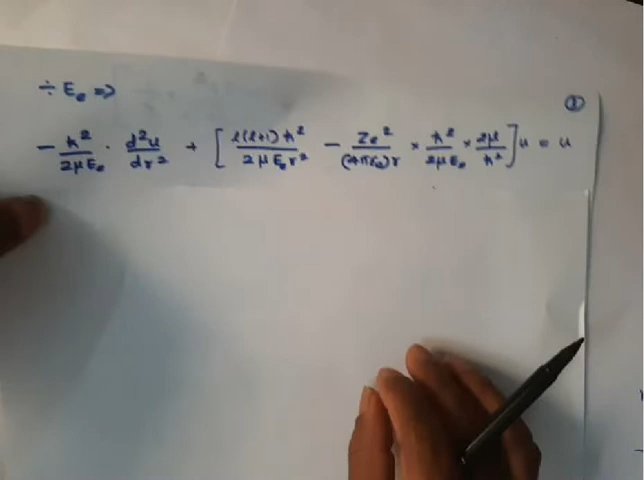 ÷ E₀ ⇒
①
- ħ²/2μE₀ · d²u/dr² + [ l(l+1)ħ²/2μE₀r² - Ze²/(4πε₀)r × ħ²/2μE₀ × 2μ/ħ² ] u = u